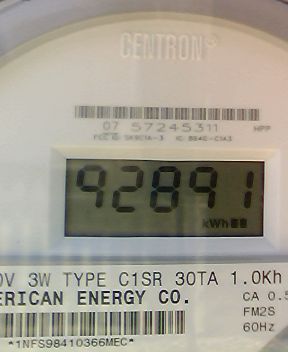 CENTRON®
07 57245311 HPP
92891
kWh
0V 3W TYPE C1SR 30TA 1.0Kh
ERICAN ENERGY CO. CA 0.5
FM2S
60Hz
*1NFS98410366MEC*